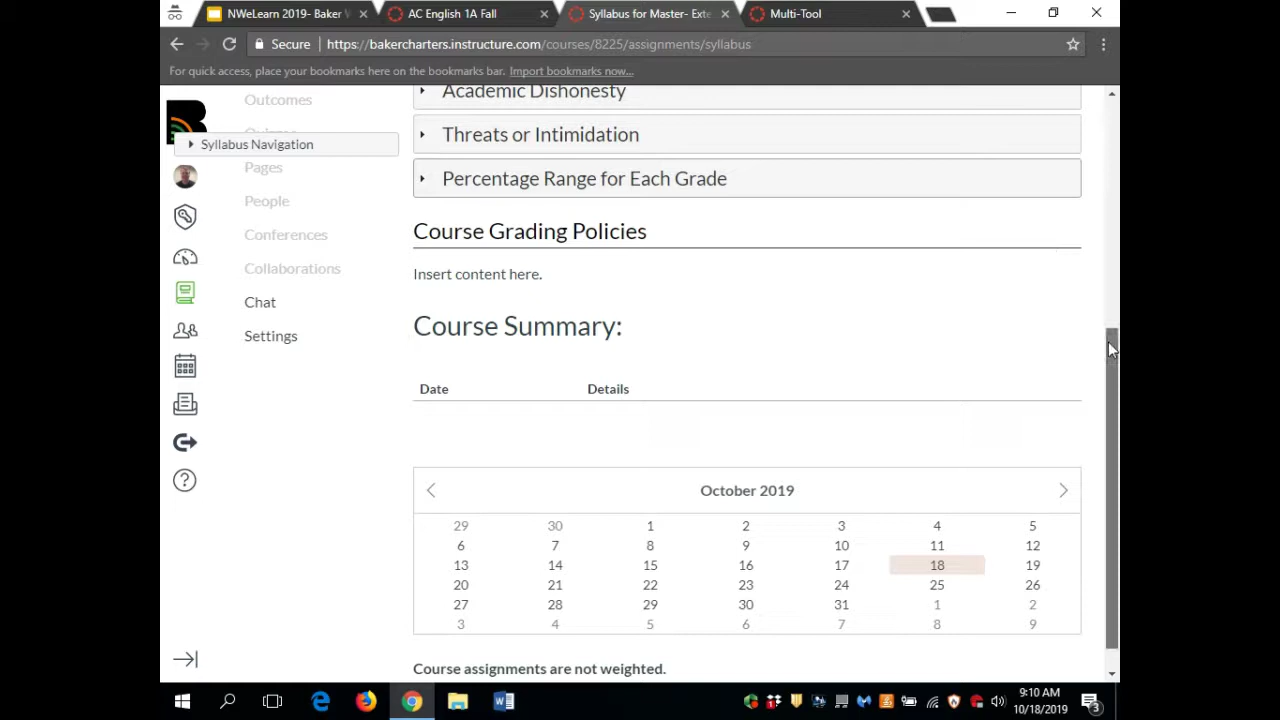 NWeLearn 2019- Baker
AC English 1A Fall
Syllabus for Master- Exte
Multi-Tool
Secure
https://bakercharters.instructure.com/courses/8225/assignments/syllabus
For quick access, place your bookmarks here on the bookmarks bar. Import bookmarks now...
Outcomes
Quizzes
Syllabus Navigation
Pages
People
Conferences
Collaborations
Chat
Settings
Academic Dishonesty
Threats or Intimidation
Percentage Range for Each Grade
Course Grading Policies
Insert content here.
Course Summary:
Date Details
October 2019
29 30 1 2 3 4 5
6 7 8 9 10 11 12
13 14 15 16 17 18 19
20 21 22 23 24 25 26
27 28 29 30 31 1 2
3 4 5 6 7 8 9
Course assignments are not weighted.
9:10 AM
10/18/2019
3